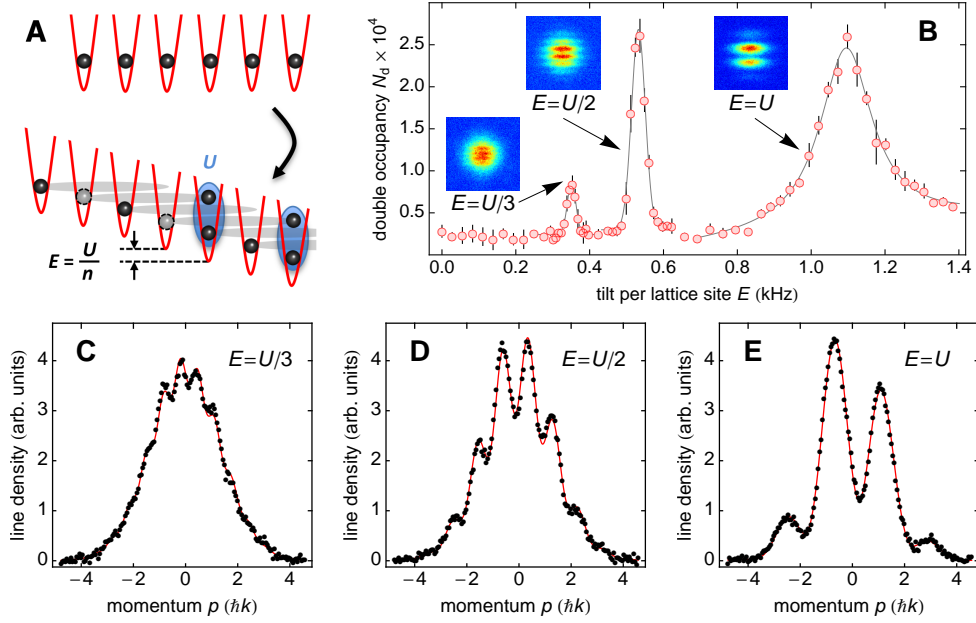 A
U
E = U/n
B
double occupancy N_d × 10⁴
2.5
2.0
1.5
1.0
0.5
E=U/3
E=U/2
E=U
0.0 0.2 0.4 0.6 0.8 1.0 1.2 1.4
tilt per lattice site E (kHz)
C
E=U/3
line density (arb. units)
4
3
2
1
0
−4 −2 0 2 4
momentum p (ħk)
D
E=U/2
line density (arb. units)
4
3
2
1
0
−4 −2 0 2 4
momentum p (ħk)
E
E=U
line density (arb. units)
4
3
2
1
0
−4 −2 0 2 4
momentum p (ħk)